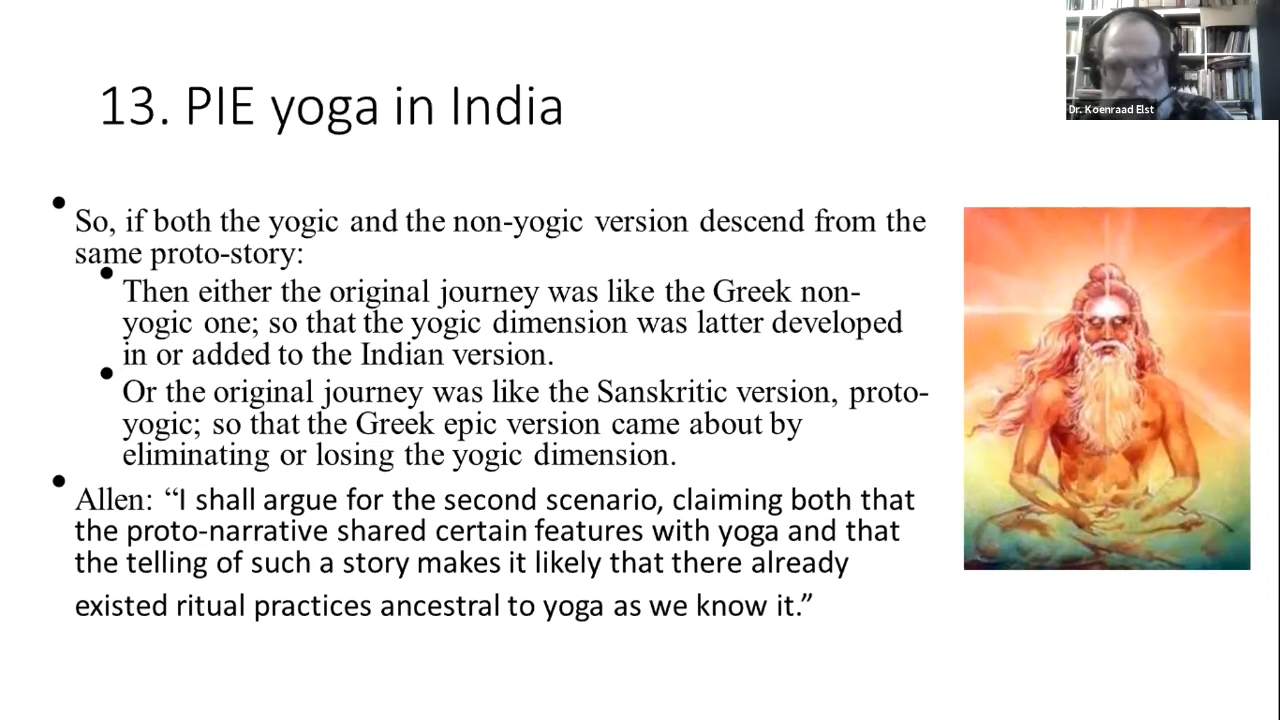 Dr. Koenraad Elst
13. PIE yoga in India
• So, if both the yogic and the non-yogic version descend from the
same proto-story:
• Then either the original journey was like the Greek non-
yogic one; so that the yogic dimension was latter developed
in or added to the Indian version.
• Or the original journey was like the Sanskritic version, proto-
yogic; so that the Greek epic version came about by
eliminating or losing the yogic dimension.
• Allen: “I shall argue for the second scenario, claiming both that
the proto-narrative shared certain features with yoga and that
the telling of such a story makes it likely that there already
existed ritual practices ancestral to yoga as we know it.”